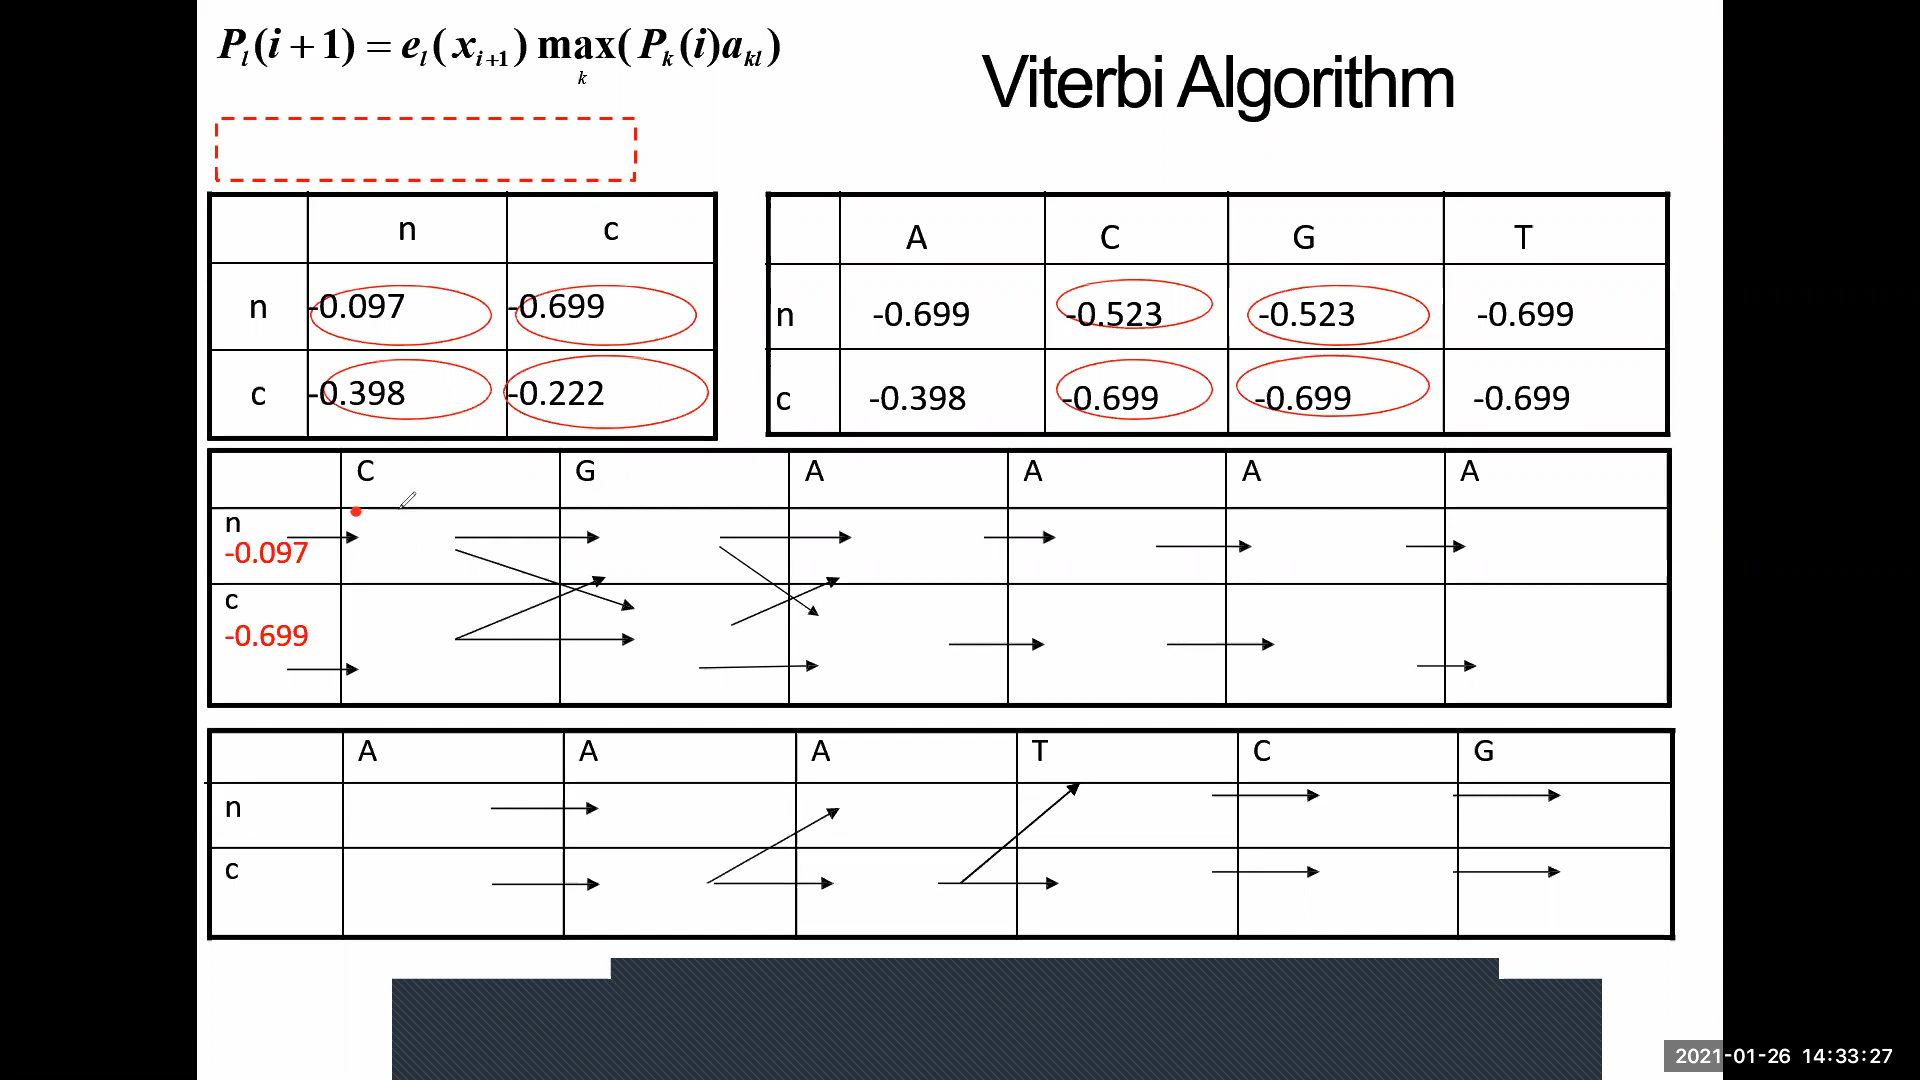 P_l(i+1) = e_l(x_{i+1}) max_k(P_k(i)a_{kl})
Viterbi Algorithm
n c
n -0.097 -0.699
c -0.398 -0.222
A C G T
n -0.699 -0.523 -0.523 -0.699
c -0.398 -0.699 -0.699 -0.699
C G A A A A
n
-0.097
c
-0.699
A A A T C G
n
c
2021-01-26 14:33:27